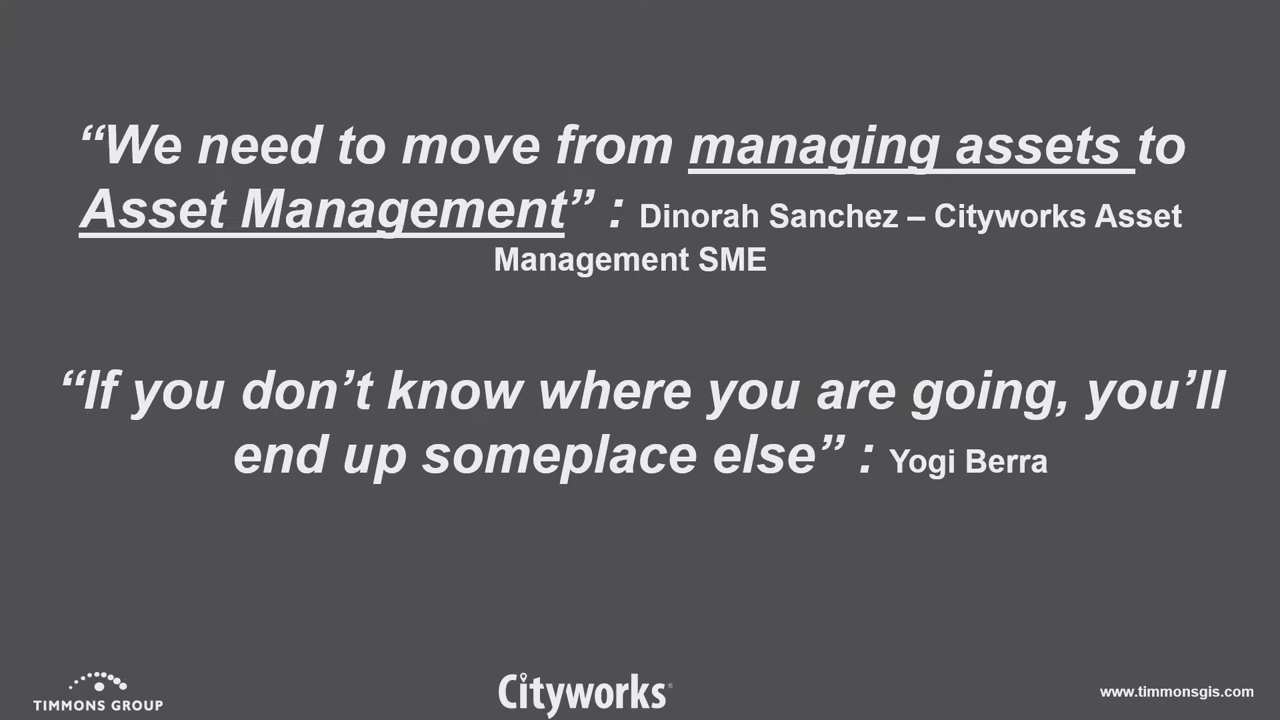 “We need to move from managing assets to
Asset Management” : Dinorah Sanchez – Cityworks Asset
Management SME
“If you don’t know where you are going, you’ll
end up someplace else” : Yogi Berra
TIMMONS GROUP
Cityworks®
www.timmonsgis.com